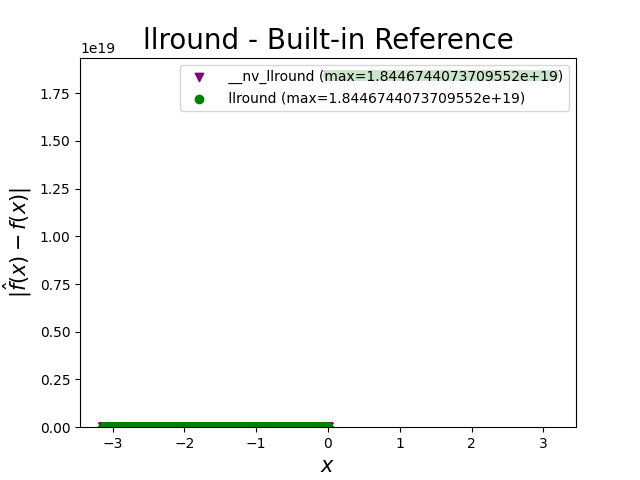 llround - Built-in Reference
1e19
__nv_llround (max=1.8446744073709552e+19)
llround (max=1.8446744073709552e+19)
1.75
1.50
1.25
1.00
0.75
0.50
0.25
0.00
|f̂(x) − f(x)|
−3
−2
−1
0
1
2
3
x